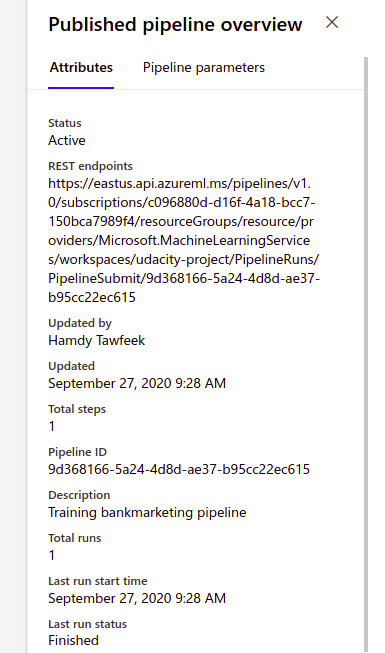 Published pipeline overview
Attributes
Pipeline parameters
Status
Active
REST endpoints
https://eastus.api.azureml.ms/pipelines/v1.
0/subscriptions/c096880d-d16f-4a18-bcc7-
150bca7989f4/resourceGroups/resource/pro
viders/Microsoft.MachineLearningService
s/workspaces/udacity-project/PipelineRuns/
PipelineSubmit/9d368166-5a24-4d8d-ae37-
b95cc22ec615
Updated by
Hamdy Tawfeek
Updated
September 27, 2020 9:28 AM
Total steps
1
Pipeline ID
9d368166-5a24-4d8d-ae37-b95cc22ec615
Description
Training bankmarketing pipeline
Total runs
1
Last run start time
September 27, 2020 9:28 AM
Last run status
Finished